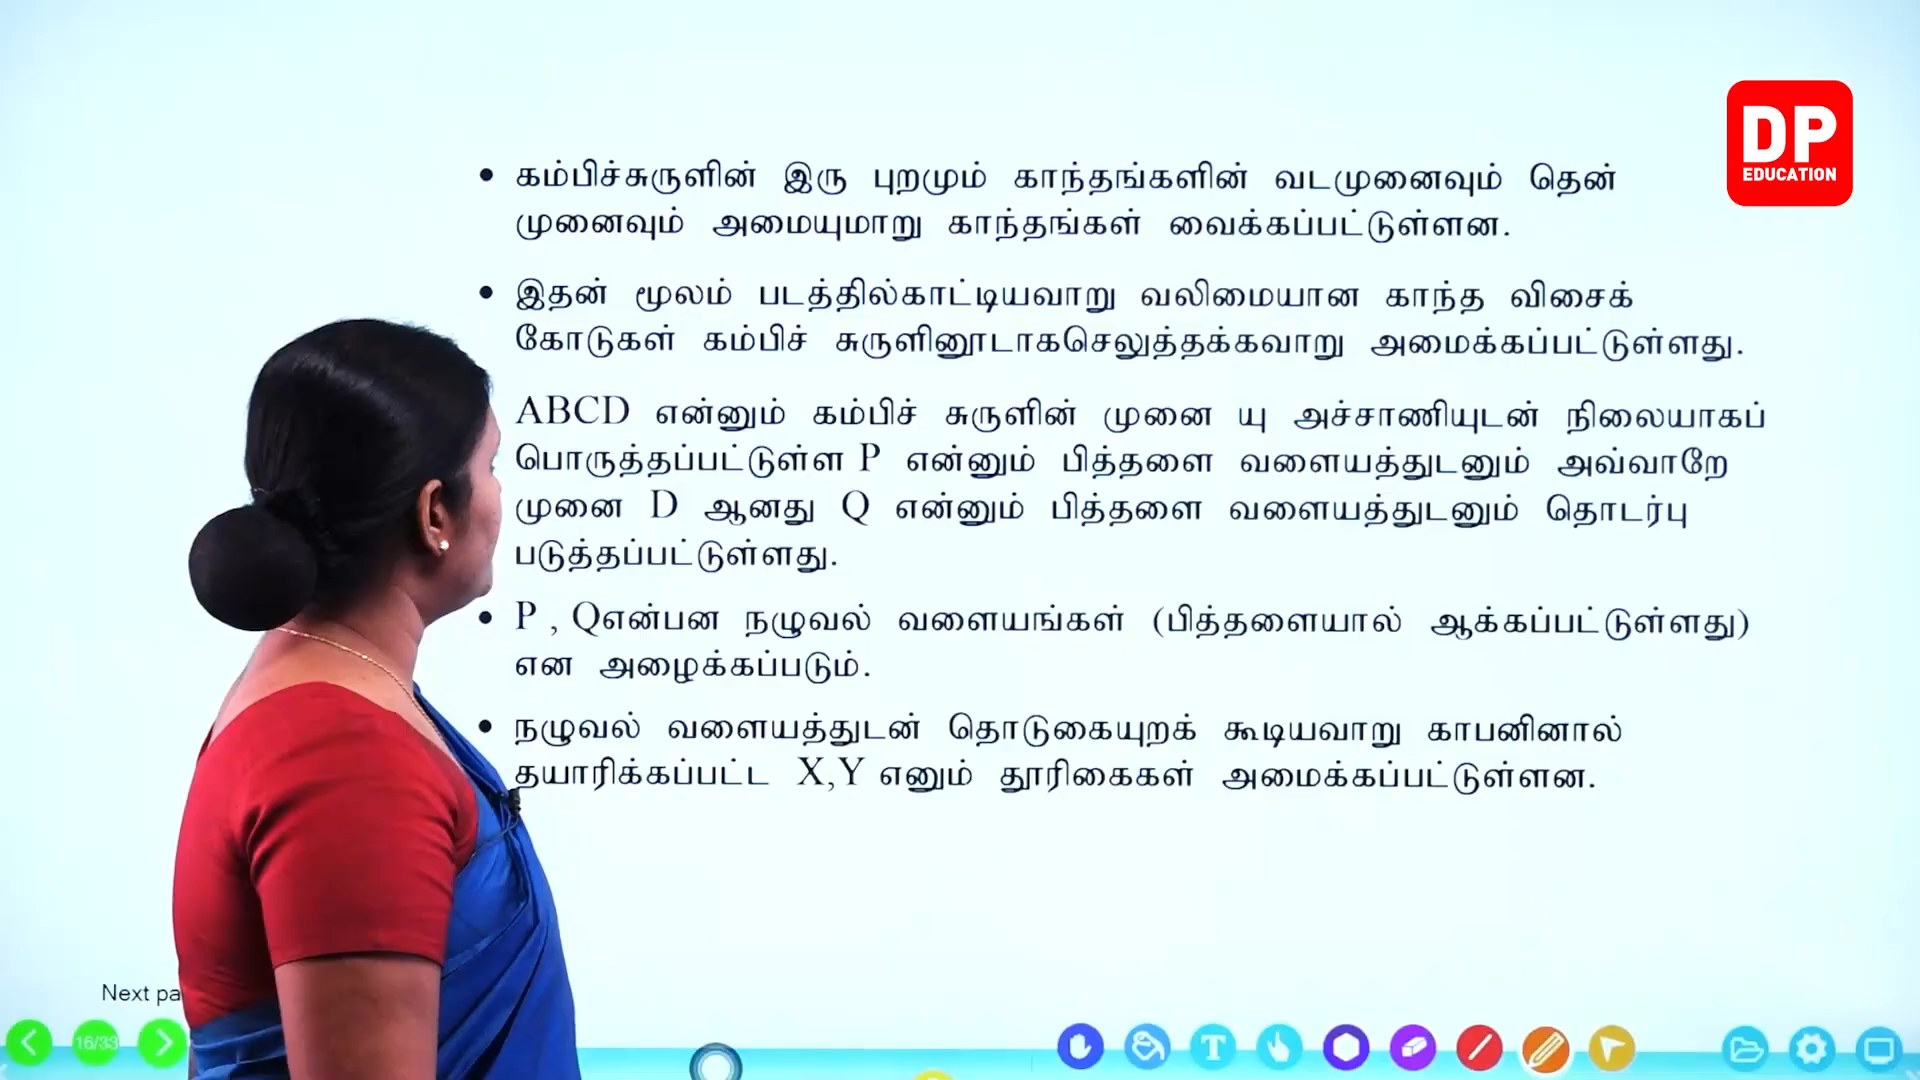 DP
EDUCATION
• கம்பிச்சுருளின் இரு புறமும் காந்தங்களின் வடமுனைவும் தென்
முனைவும் அமையுமாறு காந்தங்கள் வைக்கப்பட்டுள்ளன.
• இதன் மூலம் படத்தில்காட்டியவாறு வலிமையான காந்த விசைக்
கோடுகள் கம்பிச் சுருளினூடாகசெலுத்தக்கவாறு அமைக்கப்பட்டுள்ளது.
ABCD என்னும் கம்பிச் சுருளின் முனை யு அச்சாணியுடன் நிலையாகப்
பொருத்தப்பட்டுள்ள P என்னும் பித்தளை வளையத்துடனும் அவ்வாறே
முனை D ஆனது Q என்னும் பித்தளை வளையத்துடனும் தொடர்பு
படுத்தப்பட்டுள்ளது.
• P , Qஎன்பன நழுவல் வளையங்கள் (பித்தளையால் ஆக்கப்பட்டுள்ளது)
என அழைக்கப்படும்.
• நழுவல் வளையத்துடன் தொடுகையுறக் கூடியவாறு காபனினால்
தயாரிக்கப்பட்ட X,Y எனும் தூரிகைகள் அமைக்கப்பட்டுள்ளன.
Next pa
16/33